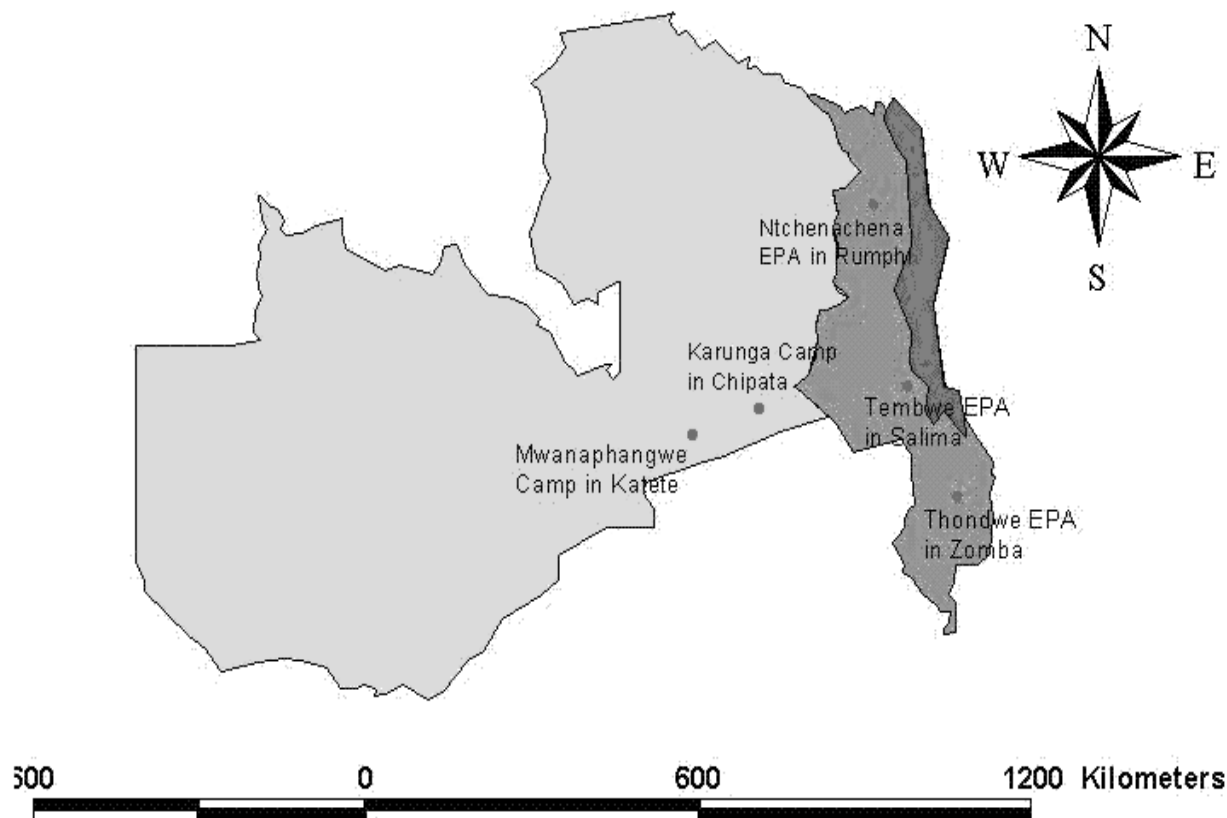 N
W E
S
Ntchenachena
EPA in Rumphi
Karunga Camp
in Chipata
Tembwe EPA
in Salima
Mwanaphangwe
Camp in Katete
Thondwe EPA
in Zomba
600 0 600 1200 Kilometers